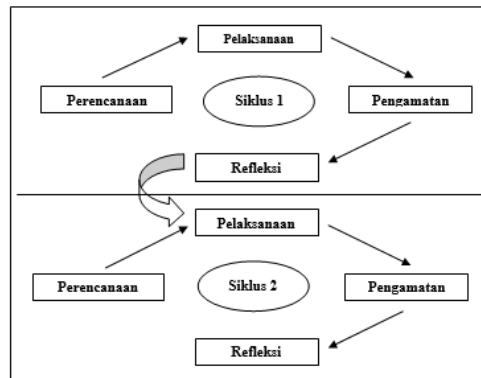 Pelaksanaan
Perencanaan
Siklus 1
Pengamatan
Refleksi
Pelaksanaan
Perencanaan
Siklus 2
Pengamatan
Refleksi